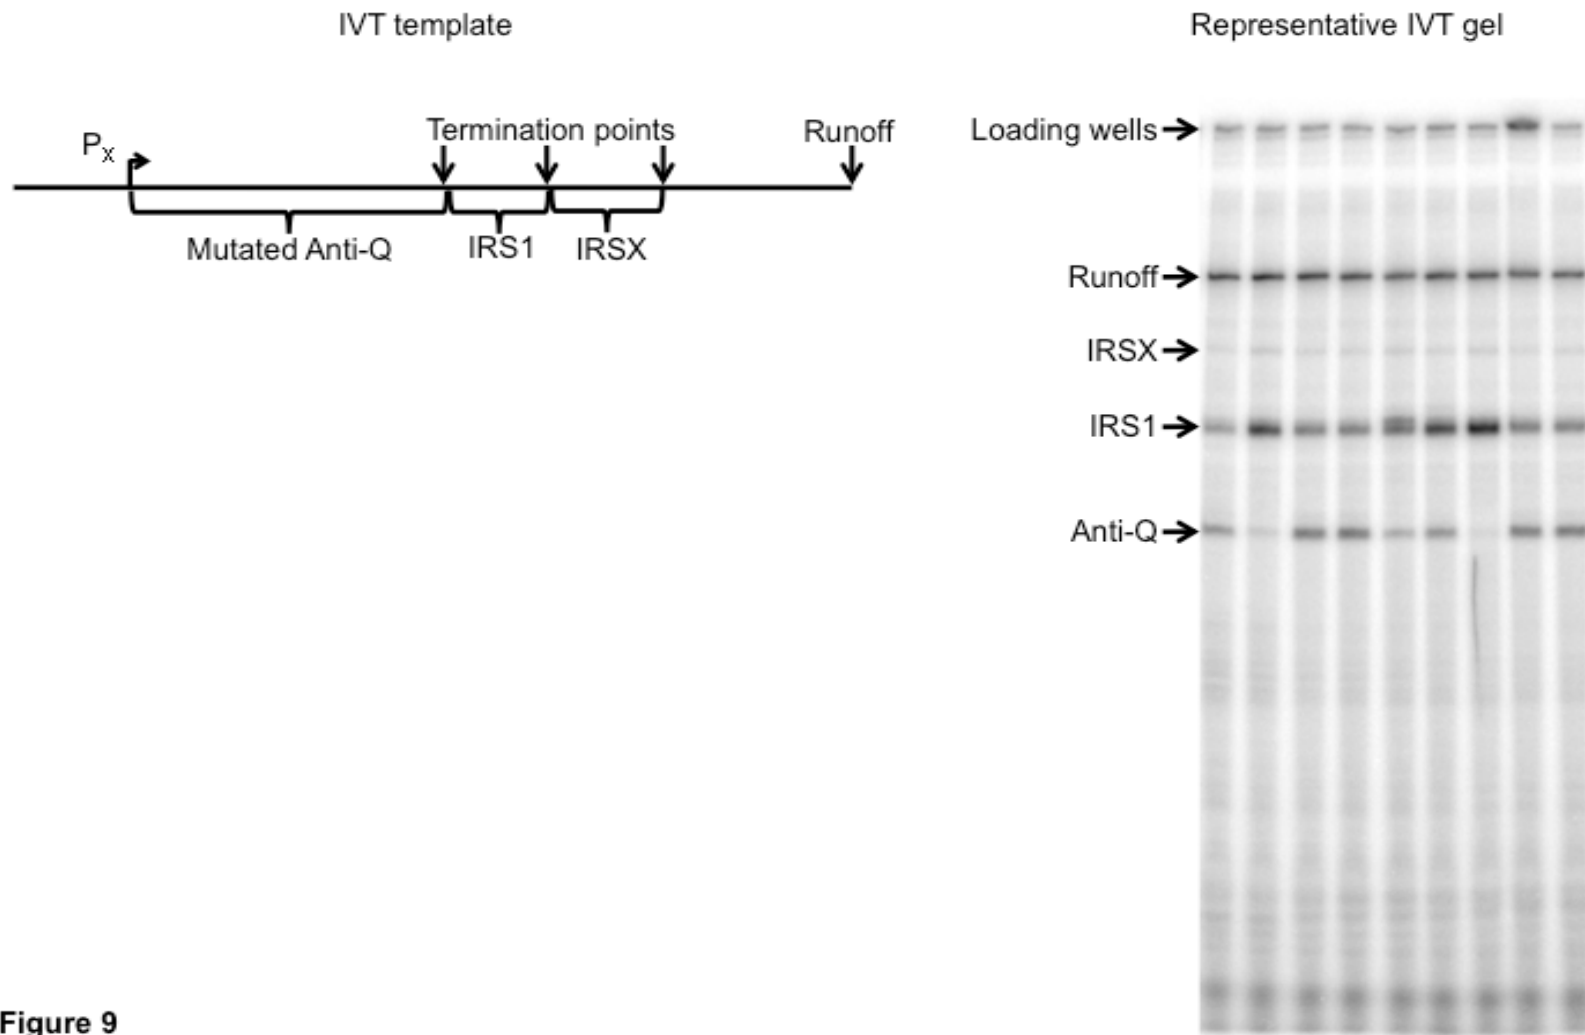 IVT template
Representative IVT gel
Termination points
Runoff
PX
Mutated Anti-Q
IRS1
IRSX
Loading wells
Runoff
IRSX
IRS1
Anti-Q
Figure 9